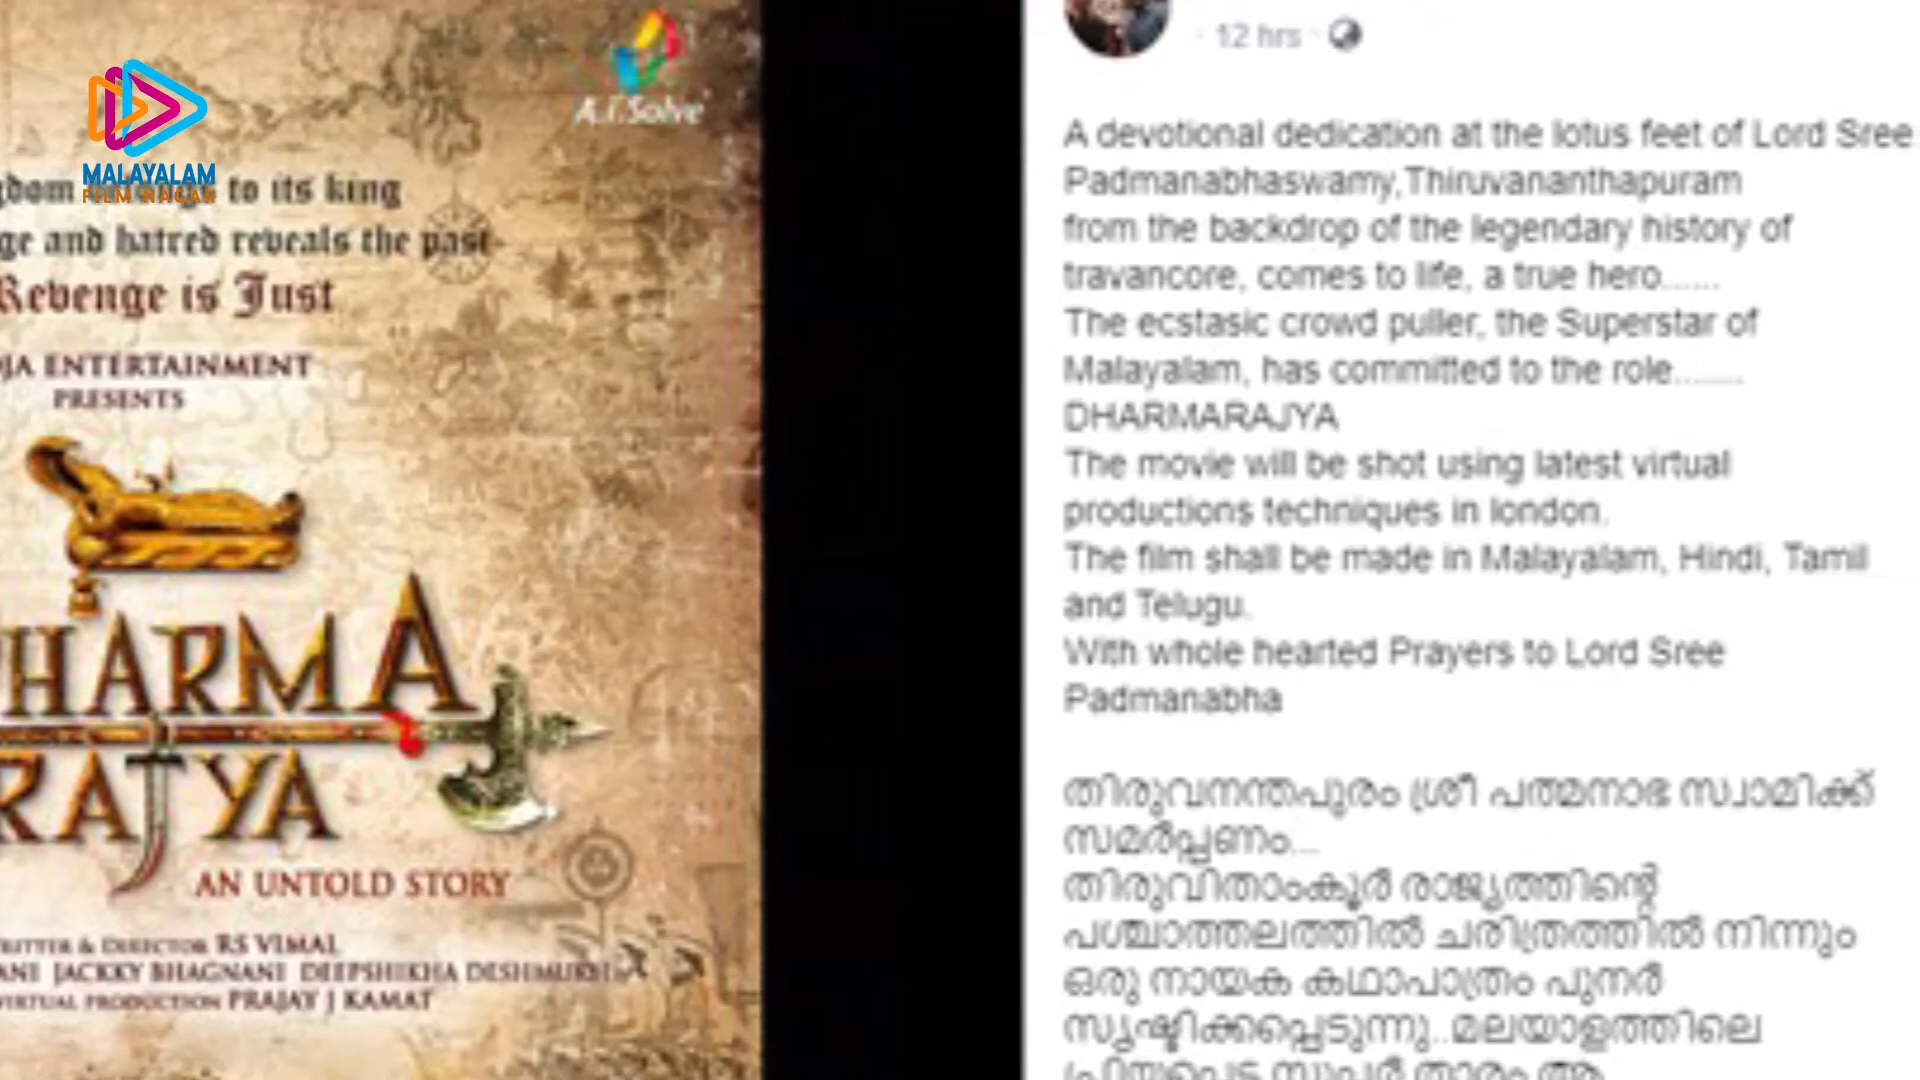 A.I.Solve
MALAYALAM
FILM NAGAR
to its king
and hatred reveals the past
Revenge is Just
ENTERTAINMENT
PRESENTS
DHARMA
RAJYA
AN UNTOLD STORY
& DIRECTOR RS VIMAL
JACKKY BHAGNANI DEEPSHIKHA DESHMUKH
VIRTUAL PRODUCTION PRAJAY J KAMAT
12 hrs
A devotional dedication at the lotus feet of Lord Sree
Padmanabhaswamy,Thiruvananthapuram
from the backdrop of the legendary history of
travancore, comes to life, a true hero......
The ecstasic crowd puller, the Superstar of
Malayalam, has committed to the role.......
DHARMARAJYA
The movie will be shot using latest virtual
productions techniques in london.
The film shall be made in Malayalam, Hindi, Tamil
and Telugu.
With whole hearted Prayers to Lord Sree
Padmanabha
തിരുവനന്തപുരം ശ്രീ പത്മനാഭ സ്വാമിക്ക്
സമർപ്പണം...
തിരുവിതാംകൂർ രാജ്യത്തിന്റെ
പശ്ചാത്തലത്തിൽ ചരിത്രത്തിൽ നിന്നും
ഒരു നായക കഥാപാത്രം പുനർ
സൃഷ്ടിക്കപ്പെടുന്നു..മലയാളത്തിലെ
പ്രിയപ്പെട്ട സൂപ്പർ താരം ആ